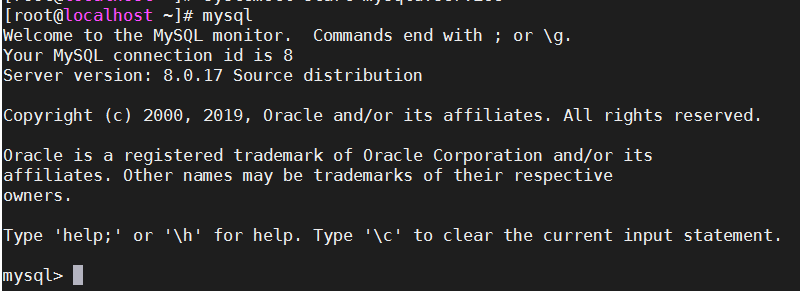 [root@localhost ~]# mysql
Welcome to the MySQL monitor.  Commands end with ; or \g.
Your MySQL connection id is 8
Server version: 8.0.17 Source distribution

Copyright (c) 2000, 2019, Oracle and/or its affiliates. All rights reserved.

Oracle is a registered trademark of Oracle Corporation and/or its
affiliates. Other names may be trademarks of their respective
owners.

Type 'help;' or '\h' for help. Type '\c' to clear the current input statement.

mysql>